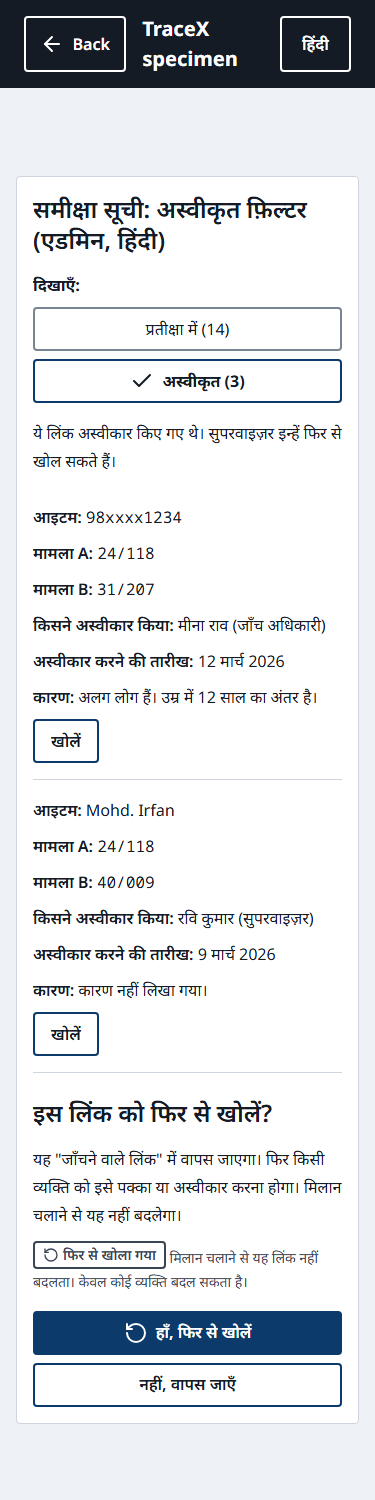 Back
TraceX
specimen
हिंदी
समीक्षा सूची: अस्वीकृत फ़िल्टर
(एडमिन, हिंदी)
दिखाएँ:
प्रतीक्षा में (14)
अस्वीकृत (3)
ये लिंक अस्वीकार किए गए थे। सुपरवाइज़र इन्हें फिर से
खोल सकते हैं।
आइटम: 98xxxx1234
मामला A: 24/118
मामला B: 31/207
किसने अस्वीकार किया: मीना राव (जाँच अधिकारी)
अस्वीकार करने की तारीख: 12 मार्च 2026
कारण: अलग लोग हैं। उम्र में 12 साल का अंतर है।
खोलें
आइटम: Mohd. Irfan
मामला A: 24/118
मामला B: 40/009
किसने अस्वीकार किया: रवि कुमार (सुपरवाइज़र)
अस्वीकार करने की तारीख: 9 मार्च 2026
कारण: कारण नहीं लिखा गया।
खोलें
इस लिंक को फिर से खोलें?
यह "जाँचने वाले लिंक" में वापस जाएगा। फिर किसी
व्यक्ति को इसे पक्का या अस्वीकार करना होगा। मिलान
चलाने से यह नहीं बदलेगा।
फिर से खोला गया मिलान चलाने से यह लिंक नहीं
बदलता। केवल कोई व्यक्ति बदल सकता है।
हाँ, फिर से खोलें
नहीं, वापस जाएँ